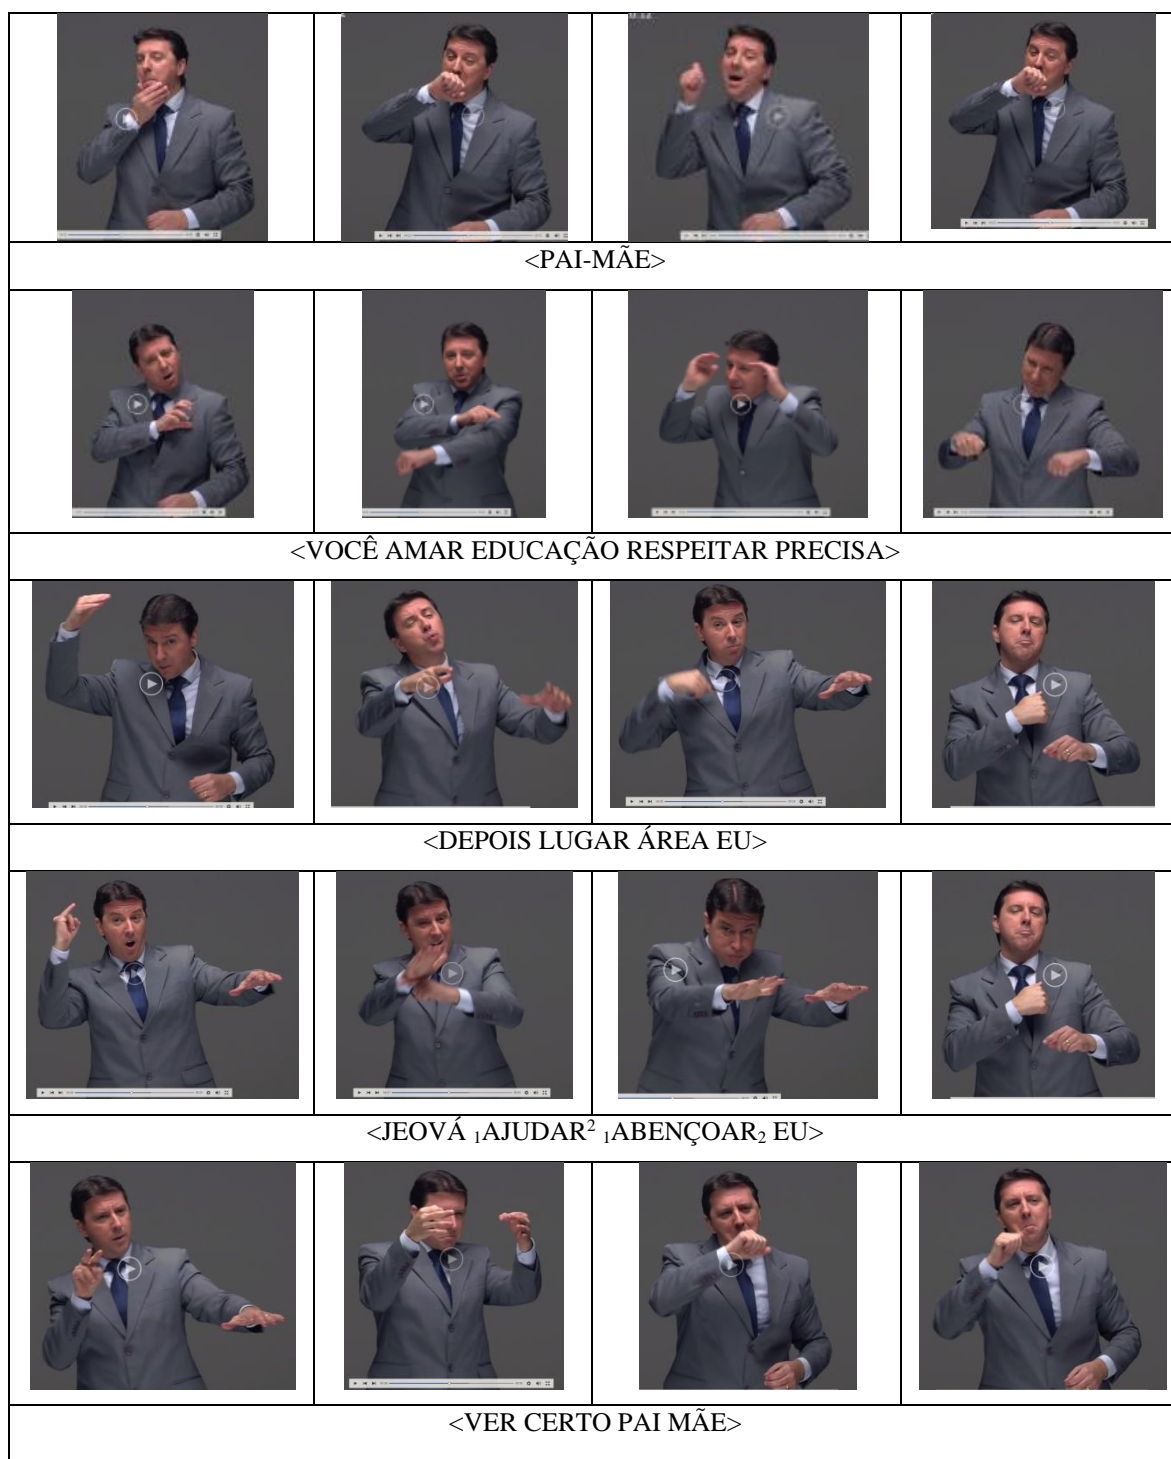 <PAI-MÃE>
<VOCÊ AMAR EDUCAÇÃO RESPEITAR PRECISA>
<DEPOIS LUGAR ÁREA EU>
<JEOVÁ ₁AJUDAR² ₁ABENÇOAR₂ EU>
<VER CERTO PAI MÃE>